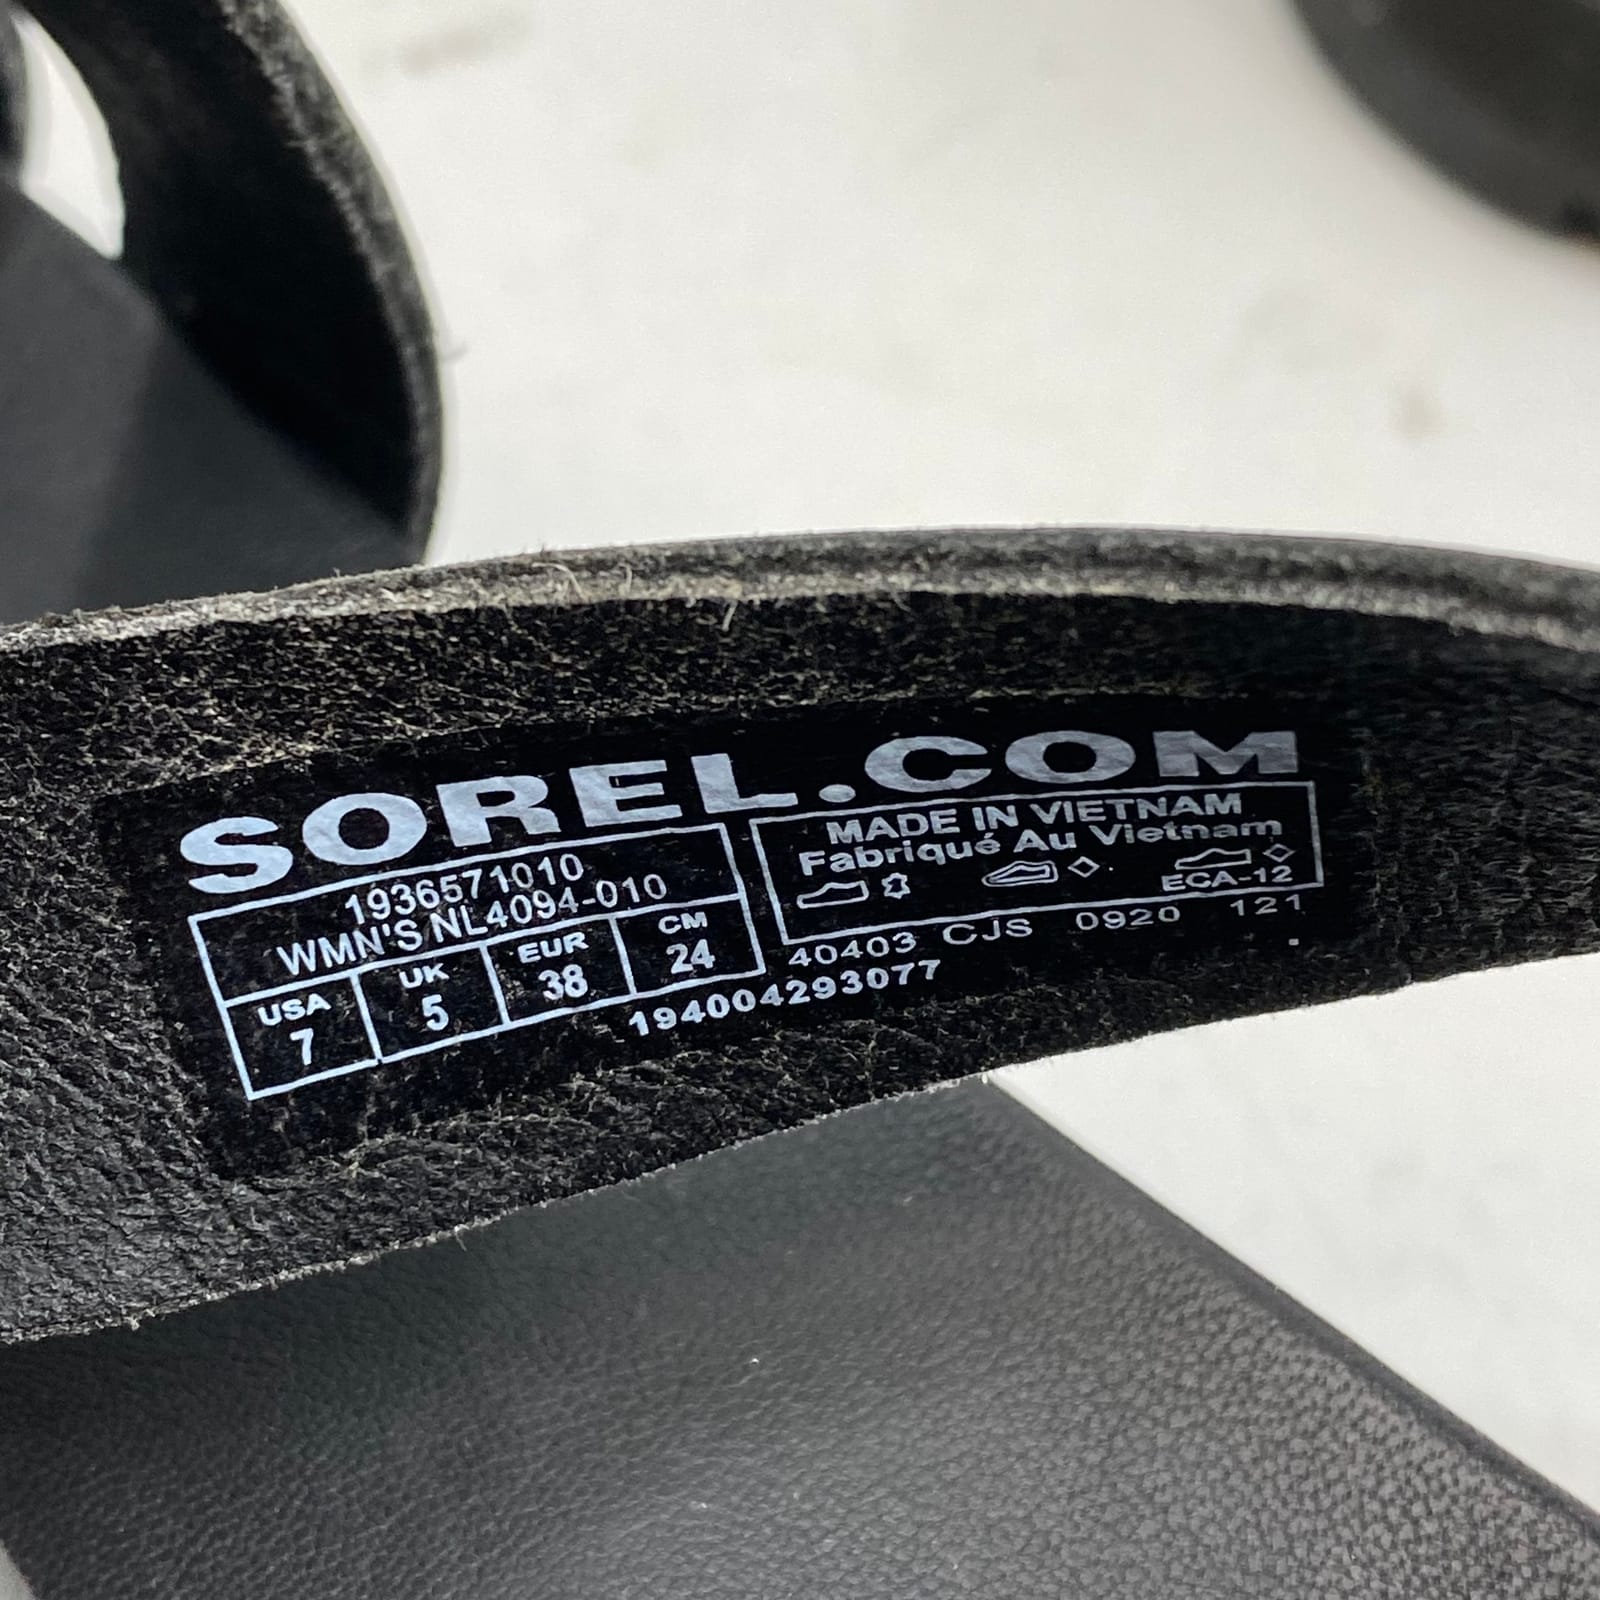 SOREL.COM
1936571010
WMN'S NL4094-010
USA UK EUR CM
7 5 38 24
MADE IN VIETNAM
Fabriqué Au Vietnam
ECA-12
40403 CJS 0920 121
194004293077